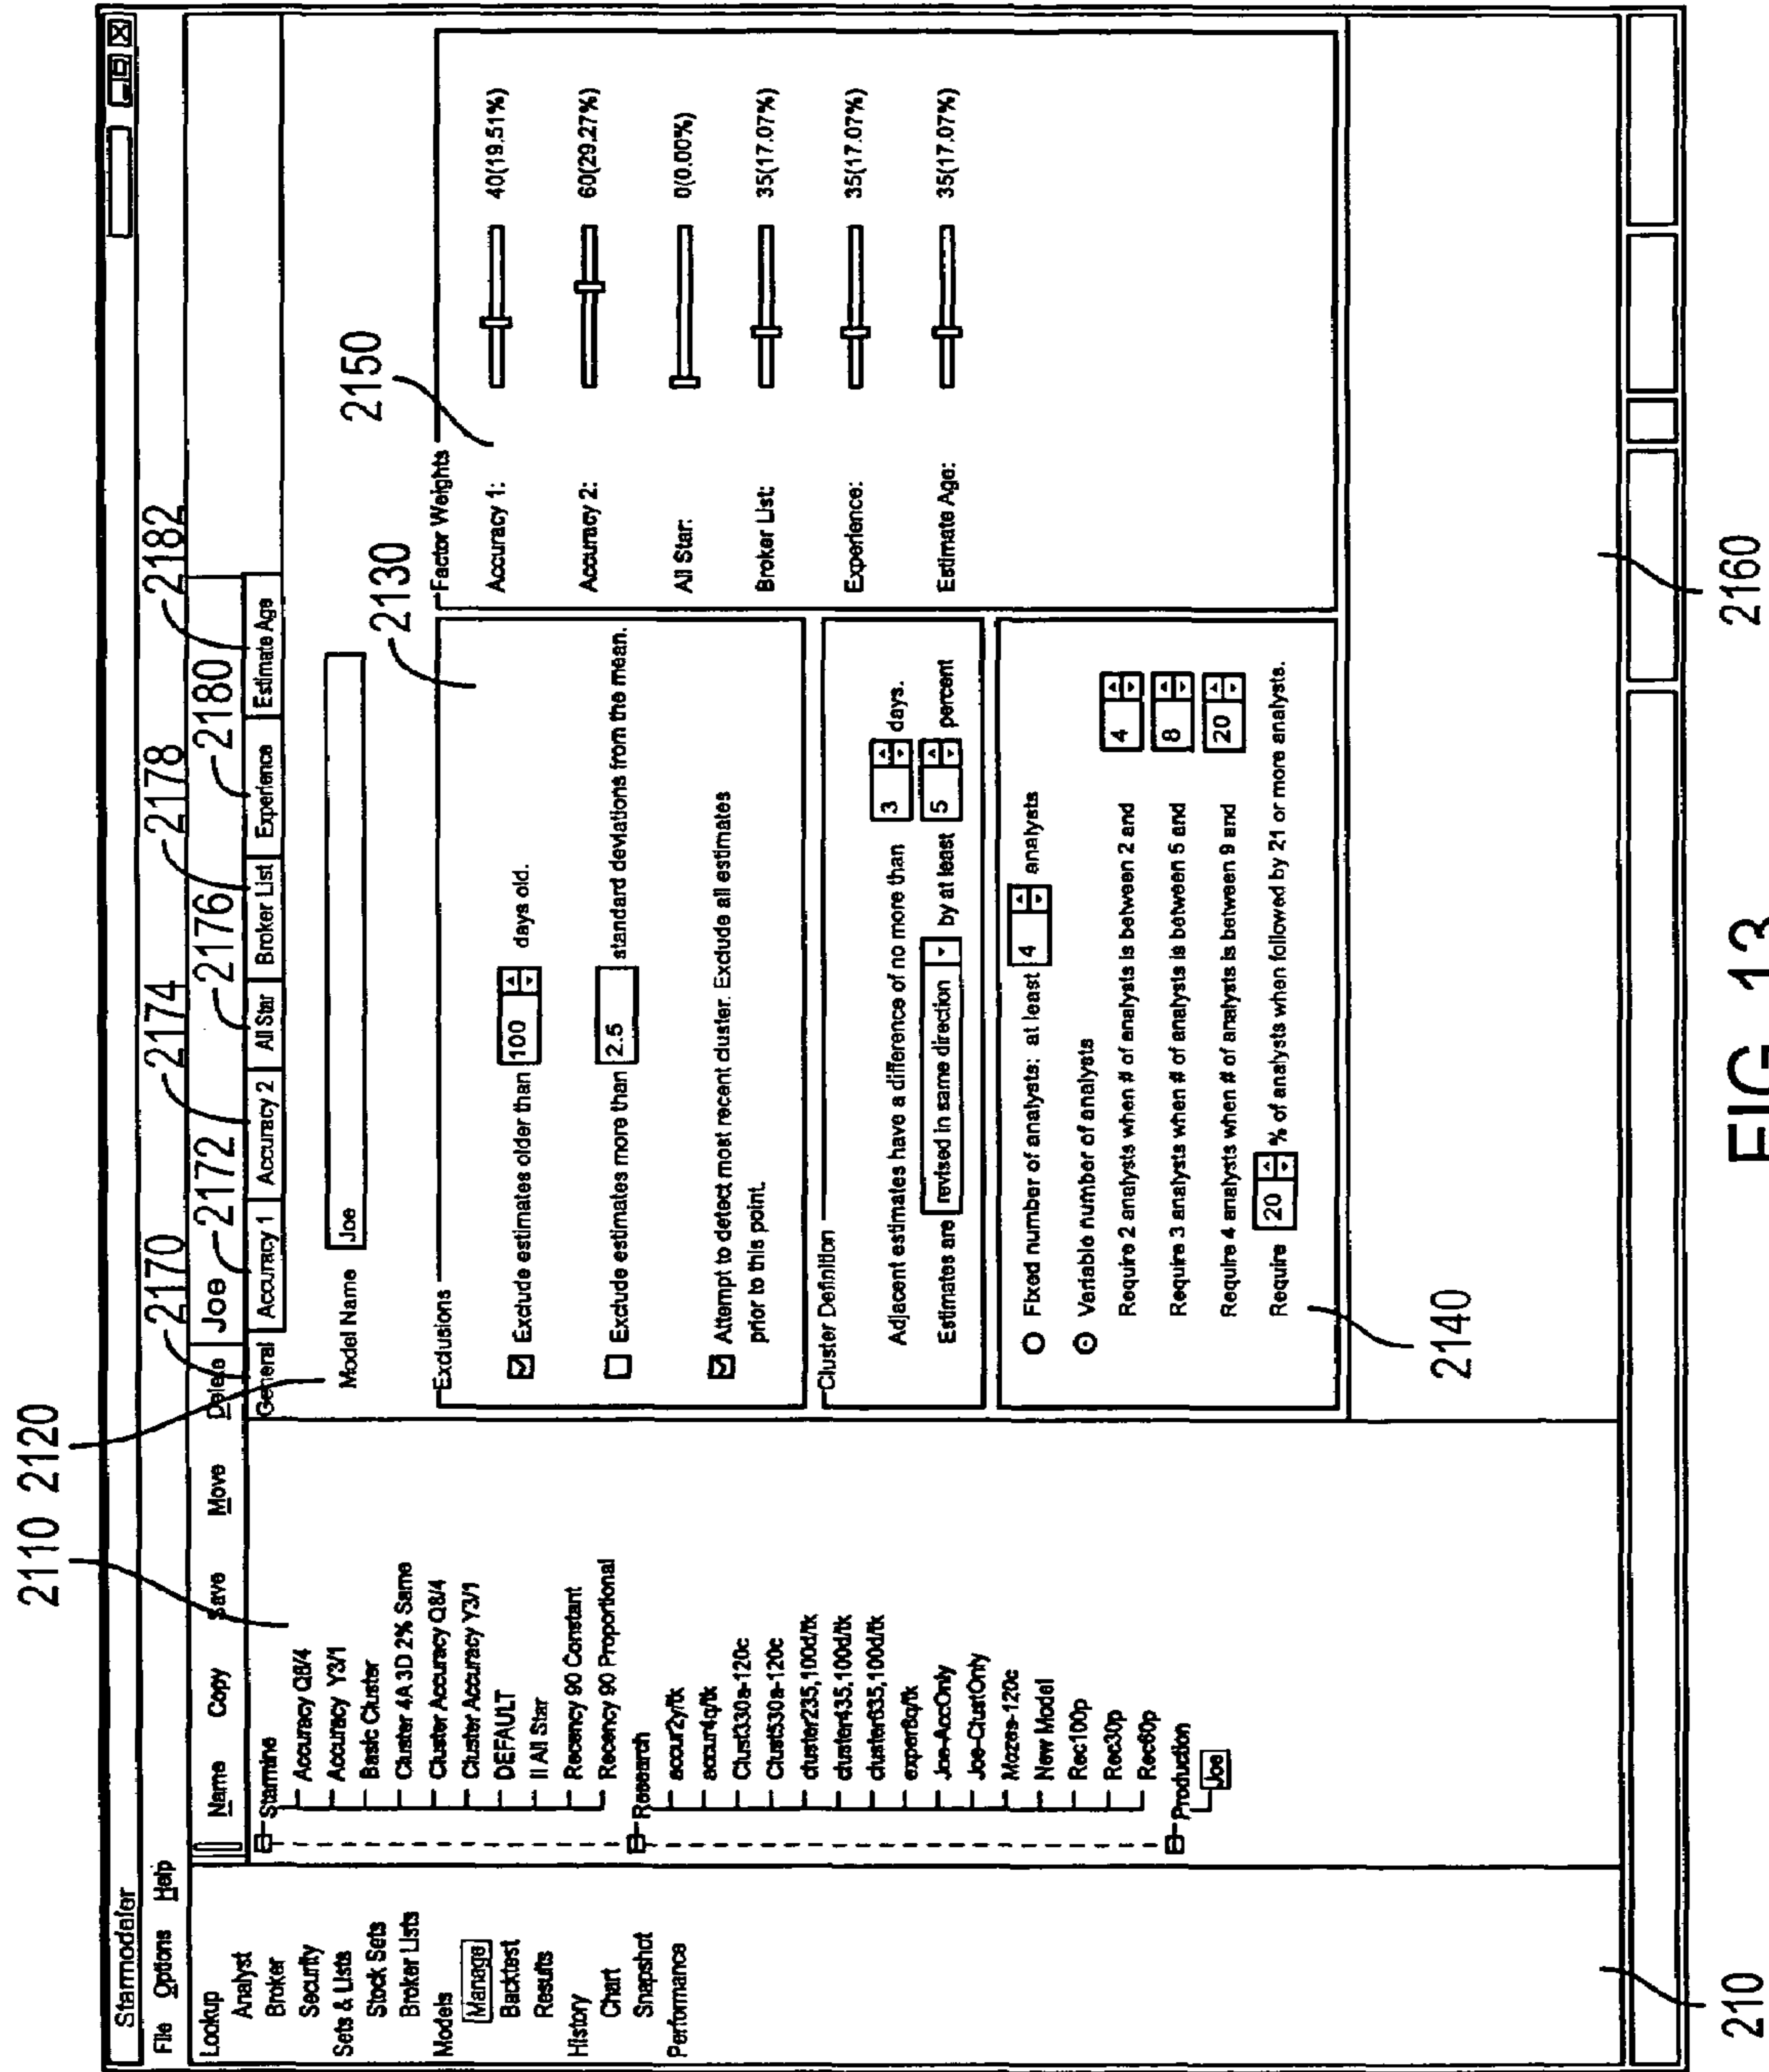 2110 2120
Starmodeler
File Options Help
Lookup
Analyst
Broker
Security
Sets & Lists
Stock Sets
Broker Lists
Models
Manage
Backtest
Results
History
Chart
Snapshot
Performance
210
Name Copy Save Move Delete Joe
Starmine
Accuracy Q8/4
Accuracy Y3/1
Basic Cluster
Cluster 4A 3D 2% Same
Cluster Accuracy Q8/4
Cluster Accuracy Y3/1
DEFAULT
II All Star
Recency 90 Constant
Recency 90 Proportional
Research
accur2y/tk
accur4q/tk
Clust330a-120c
Clust530a-120c
cluster235,100d/tk
cluster435,100d/tk
cluster635,100d/tk
exper8q/tk
Joe-AccOnly
Joe-ClustOnly
Mozes-120c
New Model
Rec100p
Rec30p
Rec60p
Production
Joe
2170 2172 2174 2176 2178 2180 2182
General Accuracy 1 Accuracy 2 All Star Broker List Experience Estimate Age
Model Name Joe
2130
Exclusions
Exclude estimates older than 100 days old.
Exclude estimates more than 2.5 standard deviations from the mean.
Attempt to detect most recent cluster. Exclude all estimates
prior to this point.
Cluster Definition
Adjacent estimates have a difference of no more than 3 days.
Estimates are revised in same direction by at least 5 percent
Fixed number of analysts: at least 4 analysts
Variable number of analysts
Require 2 analysts when # of analysts is between 2 and 4
Require 3 analysts when # of analysts is between 5 and 8
Require 4 analysts when # of analysts is between 9 and 20
Require 20 % of analysts when followed by 21 or more analysts.
2140
2150
Factor Weights
Accuracy 1: 40(19.51%)
Accuracy 2: 60(29.27%)
All Star: 0(0.00%)
Broker List: 35(17.07%)
Experience: 35(17.07%)
Estimate Age: 35(17.07%)
2160
FIG. 13